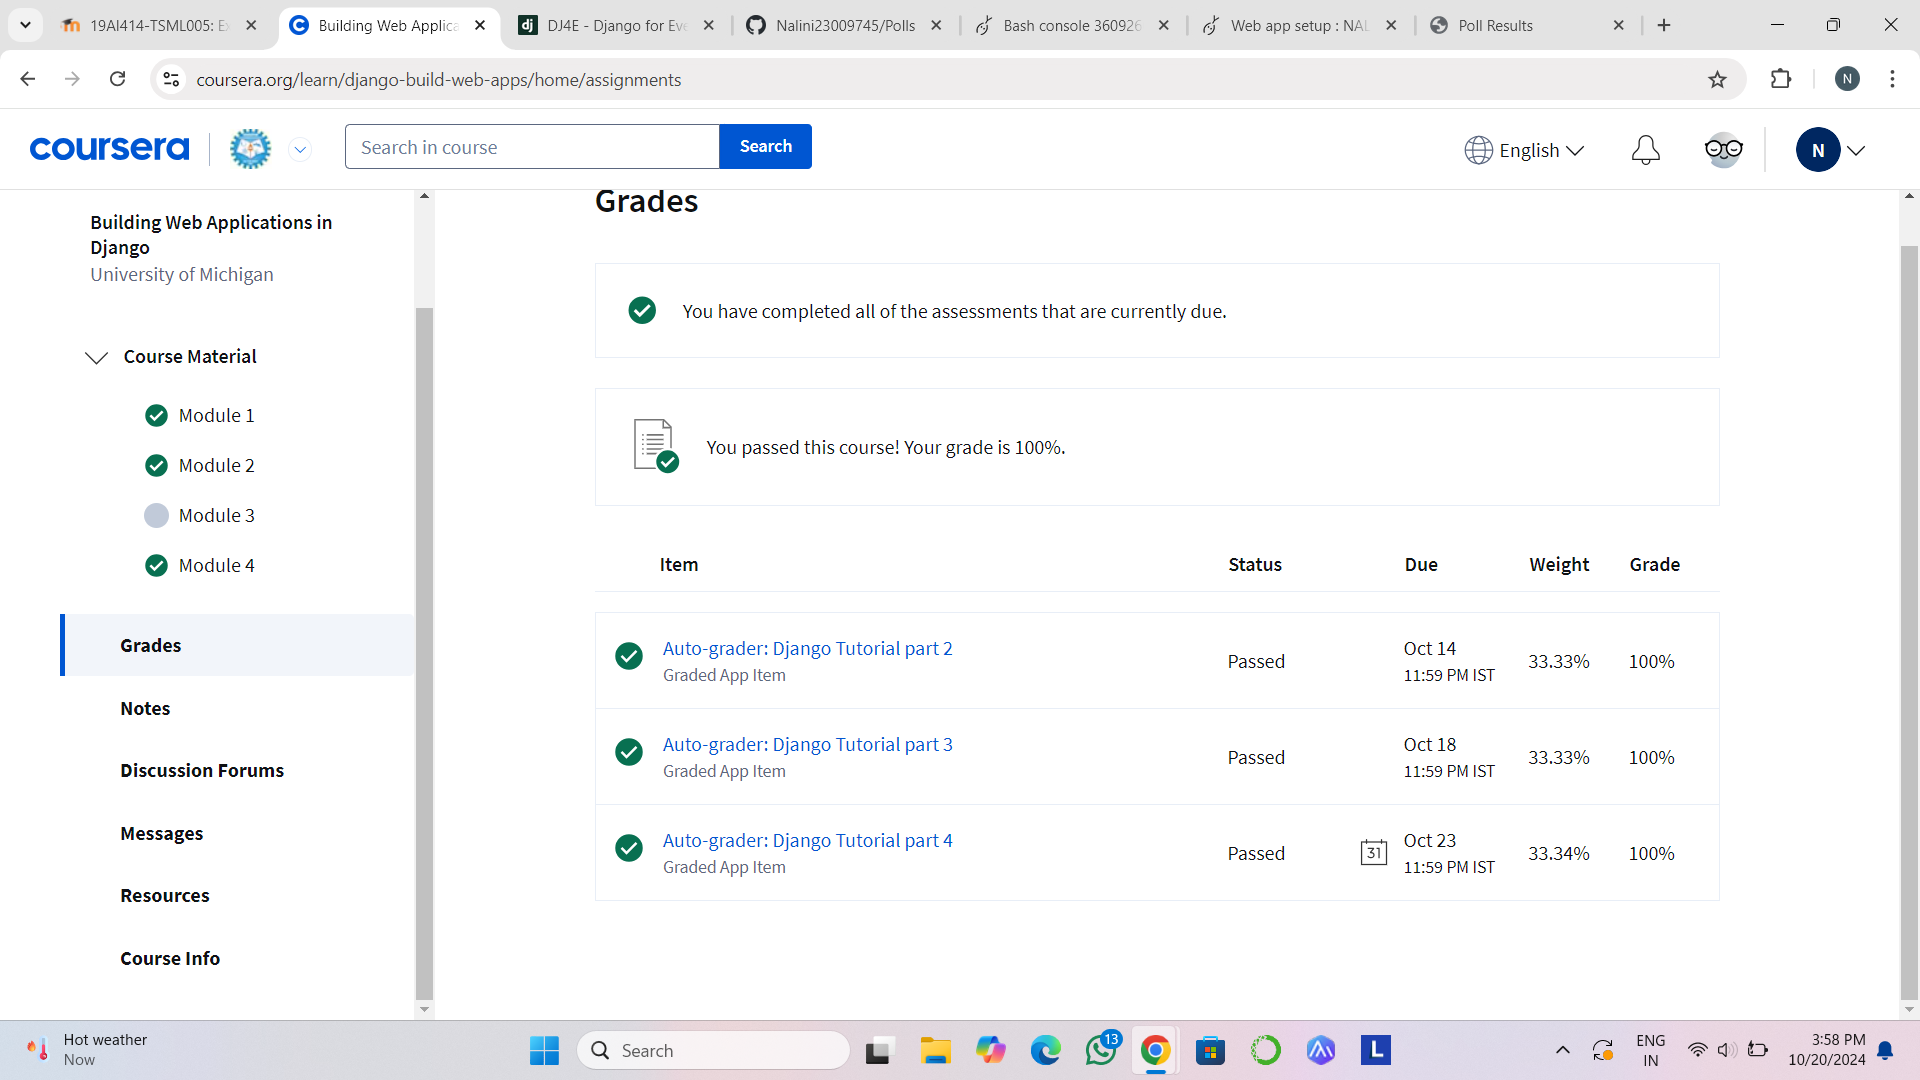 19AI414-TSML005: Ex
Building Web Applica
DJ4E - Django for Eve
Nalini23009745/Polls
Bash console 360926
Web app setup : NAL
Poll Results
coursera.org/learn/django-build-web-apps/home/assignments
N
coursera
Search in course
Search
English
N
Building Web Applications in
Django
University of Michigan
Course Material
Module 1
Module 2
Module 3
Module 4
Grades
Notes
Discussion Forums
Messages
Resources
Course Info
Grades
You have completed all of the assessments that are currently due.
You passed this course! Your grade is 100%.
Item Status Due Weight Grade
Auto-grader: Django Tutorial part 2
Graded App Item
Passed
Oct 14
11:59 PM IST
33.33%
100%
Auto-grader: Django Tutorial part 3
Graded App Item
Passed
Oct 18
11:59 PM IST
33.33%
100%
Auto-grader: Django Tutorial part 4
Graded App Item
Passed
31
Oct 23
11:59 PM IST
33.34%
100%
Hot weather
Now
Search
13
L
ENG
IN
3:58 PM
10/20/2024